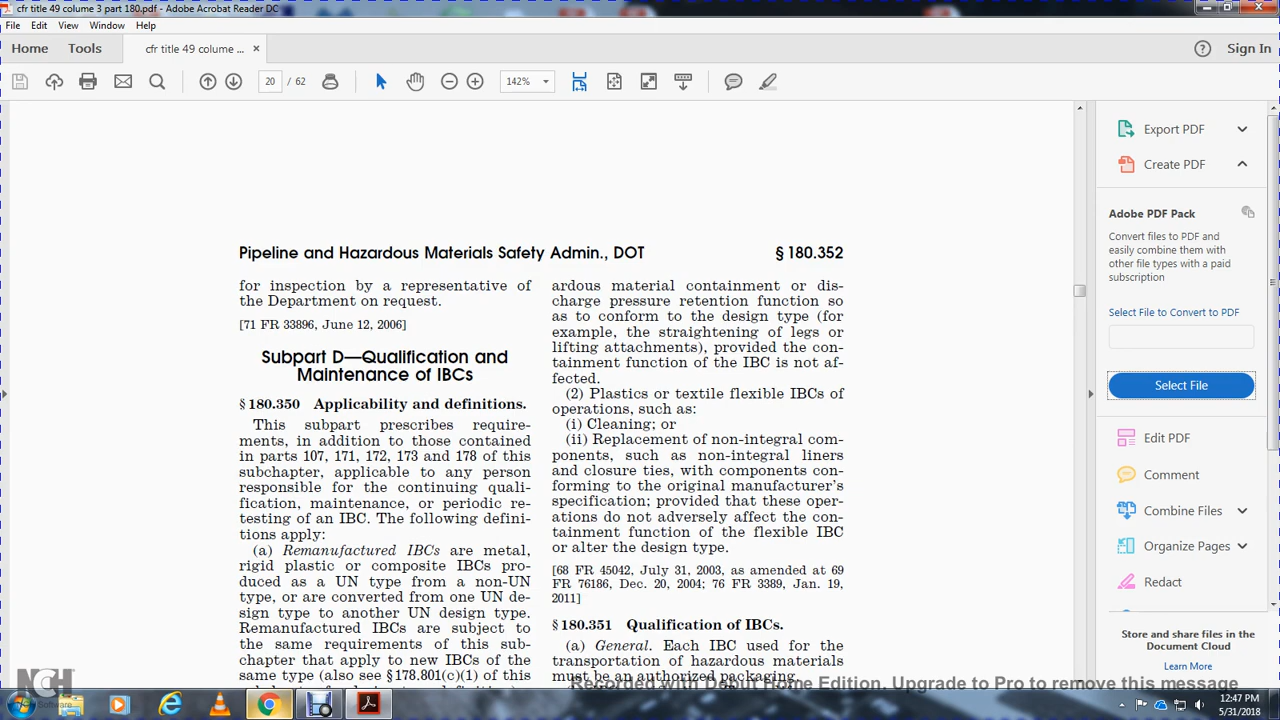 cfr title 49 colume 3 part 180.pdf - Adobe Acrobat Reader DC
File Edit View Window Help
Home Tools cfr title 49 colume ... × Sign In
20 / 62 142%
Pipeline and Hazardous Materials Safety Admin., DOT § 180.352
for inspection by a representative of
the Department on request.
[71 FR 33896, June 12, 2006]
Subpart D—Qualification and
Maintenance of IBCs
§ 180.350 Applicability and definitions.
This subpart prescribes require-
ments, in addition to those contained
in parts 107, 171, 172, 173 and 178 of this
subchapter, applicable to any person
responsible for the continuing quali-
fication, maintenance, or periodic re-
testing of an IBC. The following defini-
tions apply:
(a) Remanufactured IBCs are metal,
rigid plastic or composite IBCs pro-
duced as a UN type from a non-UN
type, or are converted from one UN de-
sign type to another UN design type.
Remanufactured IBCs are subject to
the same requirements of this sub-
chapter that apply to new IBCs of the
same type (also see § 178.801(c)(1) of this
ardous material containment or dis-
charge pressure retention function so
as to conform to the design type (for
example, the straightening of legs or
lifting attachments), provided the con-
tainment function of the IBC is not af-
fected.
(2) Plastics or textile flexible IBCs of
operations, such as:
(i) Cleaning; or
(ii) Replacement of non-integral com-
ponents, such as non-integral liners
and closure ties, with components con-
forming to the original manufacturer's
specification; provided that these oper-
ations do not adversely affect the con-
tainment function of the flexible IBC
or alter the design type.
[68 FR 45042, July 31, 2003, as amended at 69
FR 76186, Dec. 20, 2004; 76 FR 3389, Jan. 19,
2011]
§ 180.351 Qualification of IBCs.
(a) General. Each IBC used for the
transportation of hazardous materials
must be an authorized packaging.
Export PDF
Create PDF
Adobe PDF Pack
Convert files to PDF and
easily combine them with
other file types with a paid
subscription
Select File to Convert to PDF
Select File
Edit PDF
Comment
Combine Files
Organize Pages
Redact
Store and share files in the
Document Cloud
Learn More
NCH Software
Recorded with Debut Home Edition. Upgrade to Pro to remove this message
12:47 PM
5/31/2018